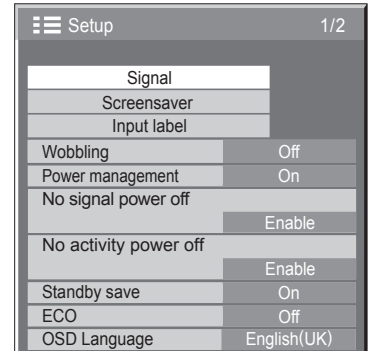 Setup 1/2
Signal
Screensaver
Input label
Wobbling Off
Power management On
No signal power off
Enable
No activity power off
Enable
Standby save On
ECO Off
OSD Language English(UK)